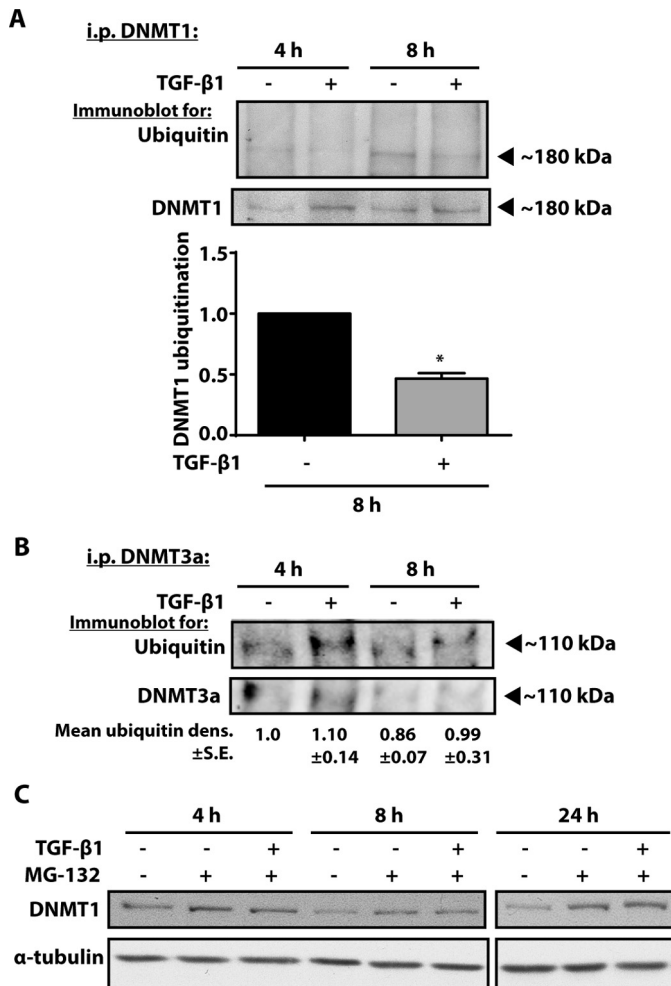 A
i.p. DNMT1:
4 h 8 h
TGF-β1 - + - +
Immunoblot for:
Ubiquitin
◀ ~180 kDa
DNMT1 ◀ ~180 kDa
DNMT1 ubiquitination
1.5
1.0
0.5
0.0
*
TGF-β1 - +
8 h
B
i.p. DNMT3a:
4 h 8 h
TGF-β1 - + - +
Immunoblot for:
Ubiquitin ◀~110 kDa
DNMT3a ◀~110 kDa
Mean ubiquitin dens. 1.0 1.10 0.86 0.99
±S.E. ±0.14 ±0.07 ±0.31
C
4 h 8 h 24 h
TGF-β1 - - + - - + - - +
MG-132 - + + - + + - + +
DNMT1
α-tubulin